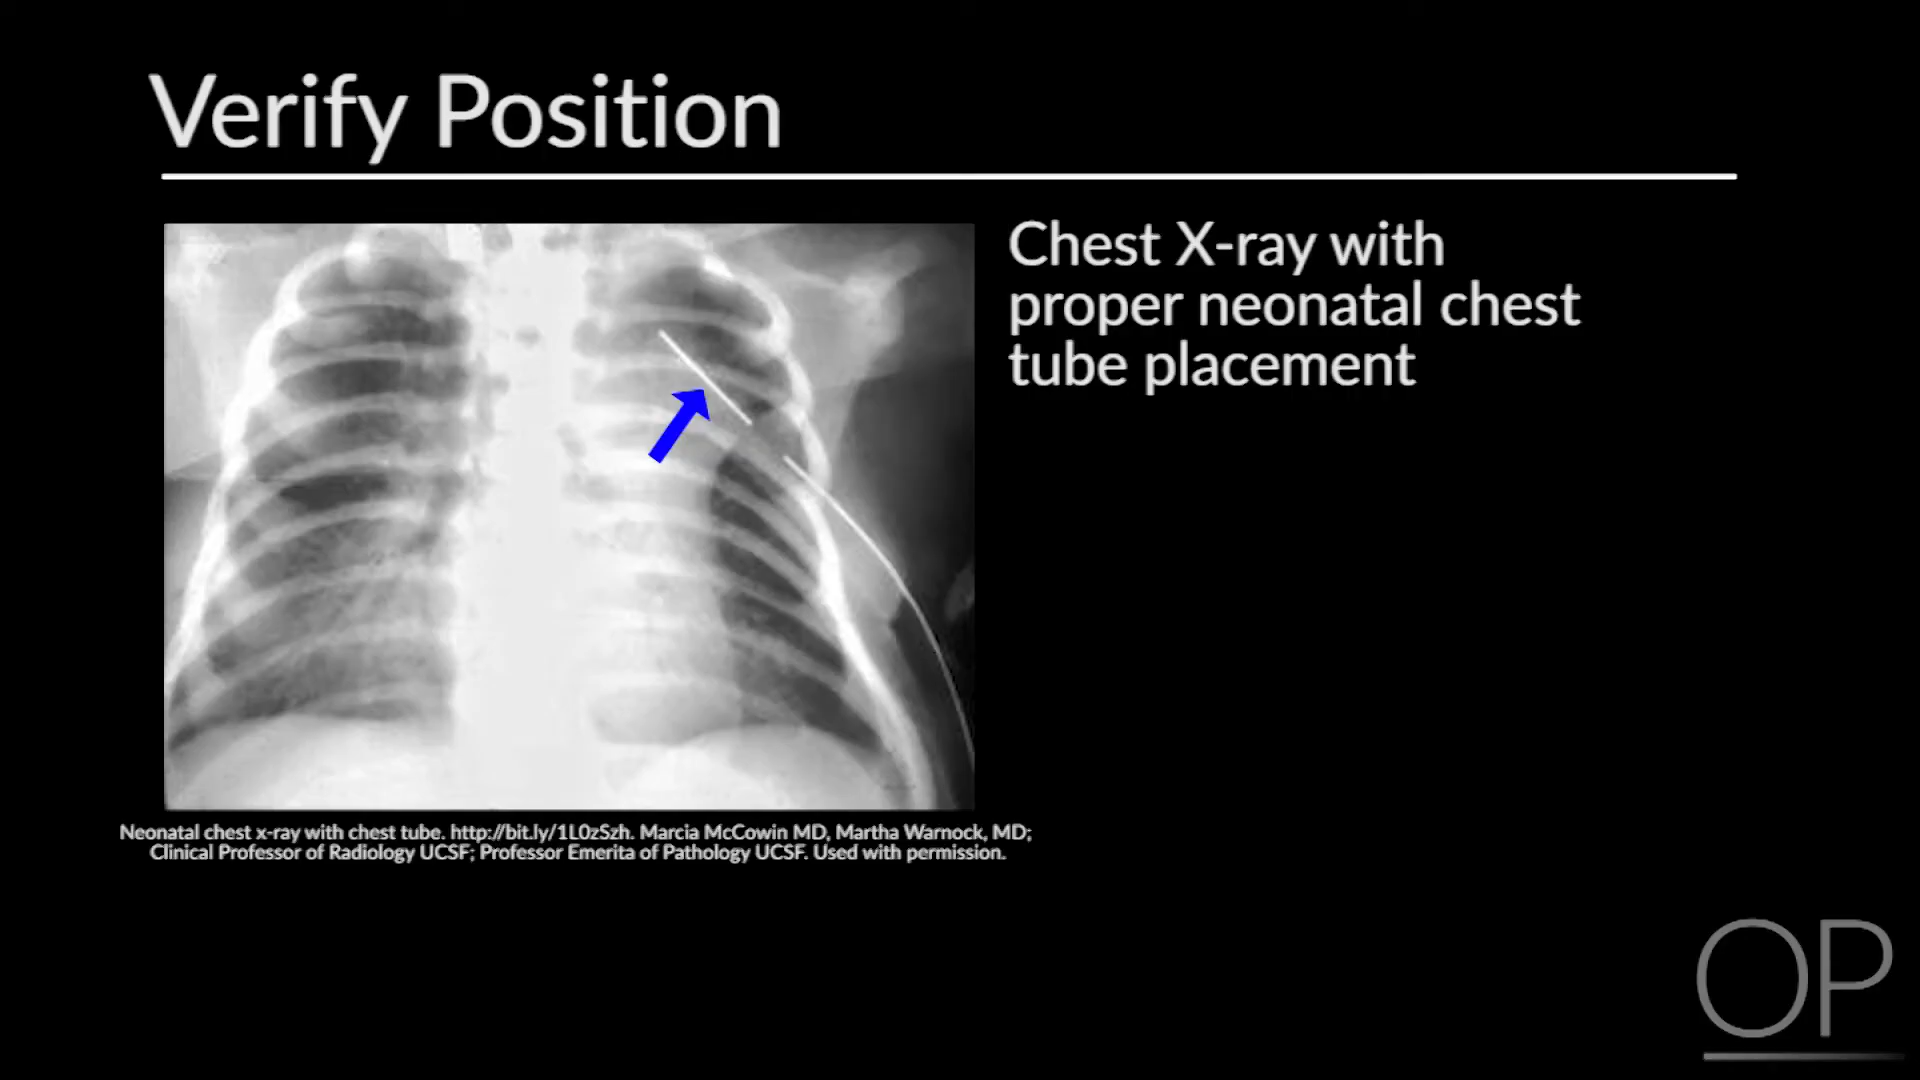 Verify Position
Chest X-ray with
proper neonatal chest
tube placement
Neonatal chest x-ray with chest tube. http://bit.ly/1L0zSzh. Marcia McCowin MD, Martha Warnock, MD;
Clinical Professor of Radiology UCSF; Professor Emerita of Pathology UCSF. Used with permission.
OP